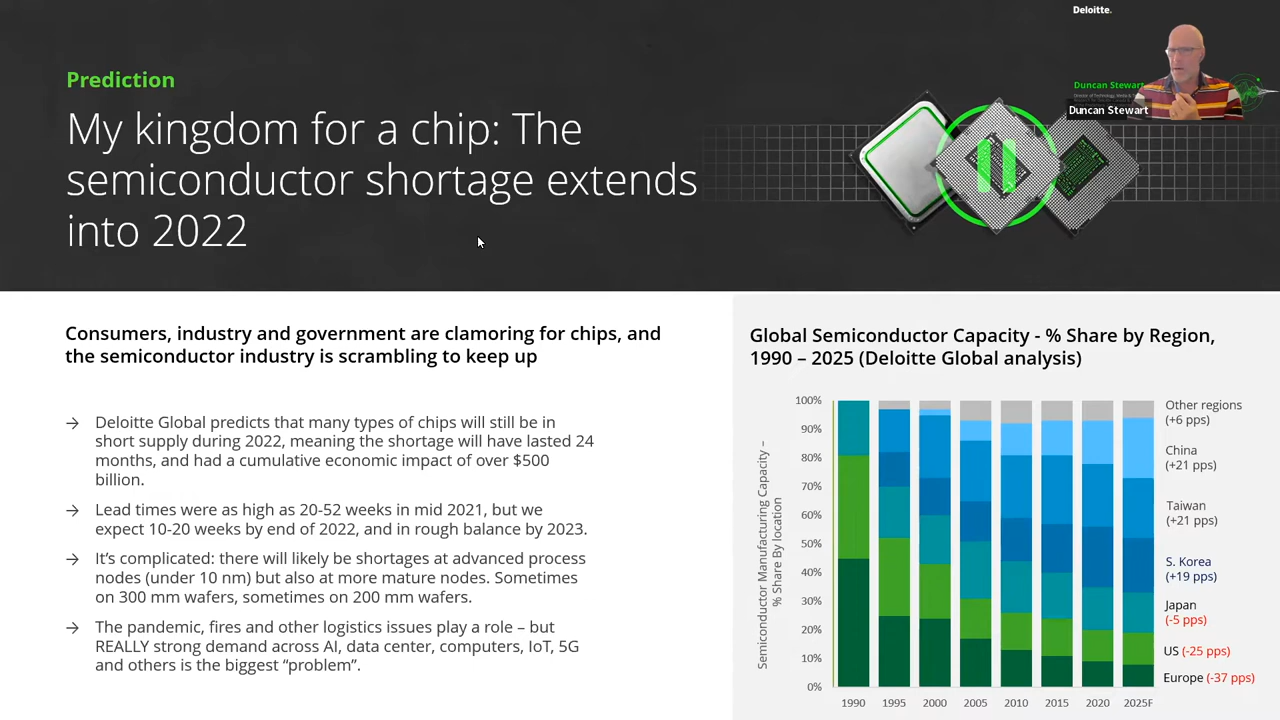 Deloitte.
Duncan Stewart
Duncan Stewart
Prediction
My kingdom for a chip: The
semiconductor shortage extends
into 2022
Consumers, industry and government are clamoring for chips, and
the semiconductor industry is scrambling to keep up
→ Deloitte Global predicts that many types of chips will still be in
short supply during 2022, meaning the shortage will have lasted 24
months, and had a cumulative economic impact of over $500
billion.
→ Lead times were as high as 20-52 weeks in mid 2021, but we
expect 10-20 weeks by end of 2022, and in rough balance by 2023.
→ It’s complicated: there will likely be shortages at advanced process
nodes (under 10 nm) but also at more mature nodes. Sometimes
on 300 mm wafers, sometimes on 200 mm wafers.
→ The pandemic, fires and other logistics issues play a role – but
REALLY strong demand across AI, data center, computers, IoT, 5G
and others is the biggest “problem”.
Global Semiconductor Capacity - % Share by Region,
1990 – 2025 (Deloitte Global analysis)
Semiconductor Manufacturing Capacity –
% Share By location
100%
90%
80%
70%
60%
50%
40%
30%
20%
10%
0%
1990 1995 2000 2005 2010 2015 2020 2025F
Other regions
(+6 pps)
China
(+21 pps)
Taiwan
(+21 pps)
S. Korea
(+19 pps)
Japan
(-5 pps)
US (-25 pps)
Europe (-37 pps)